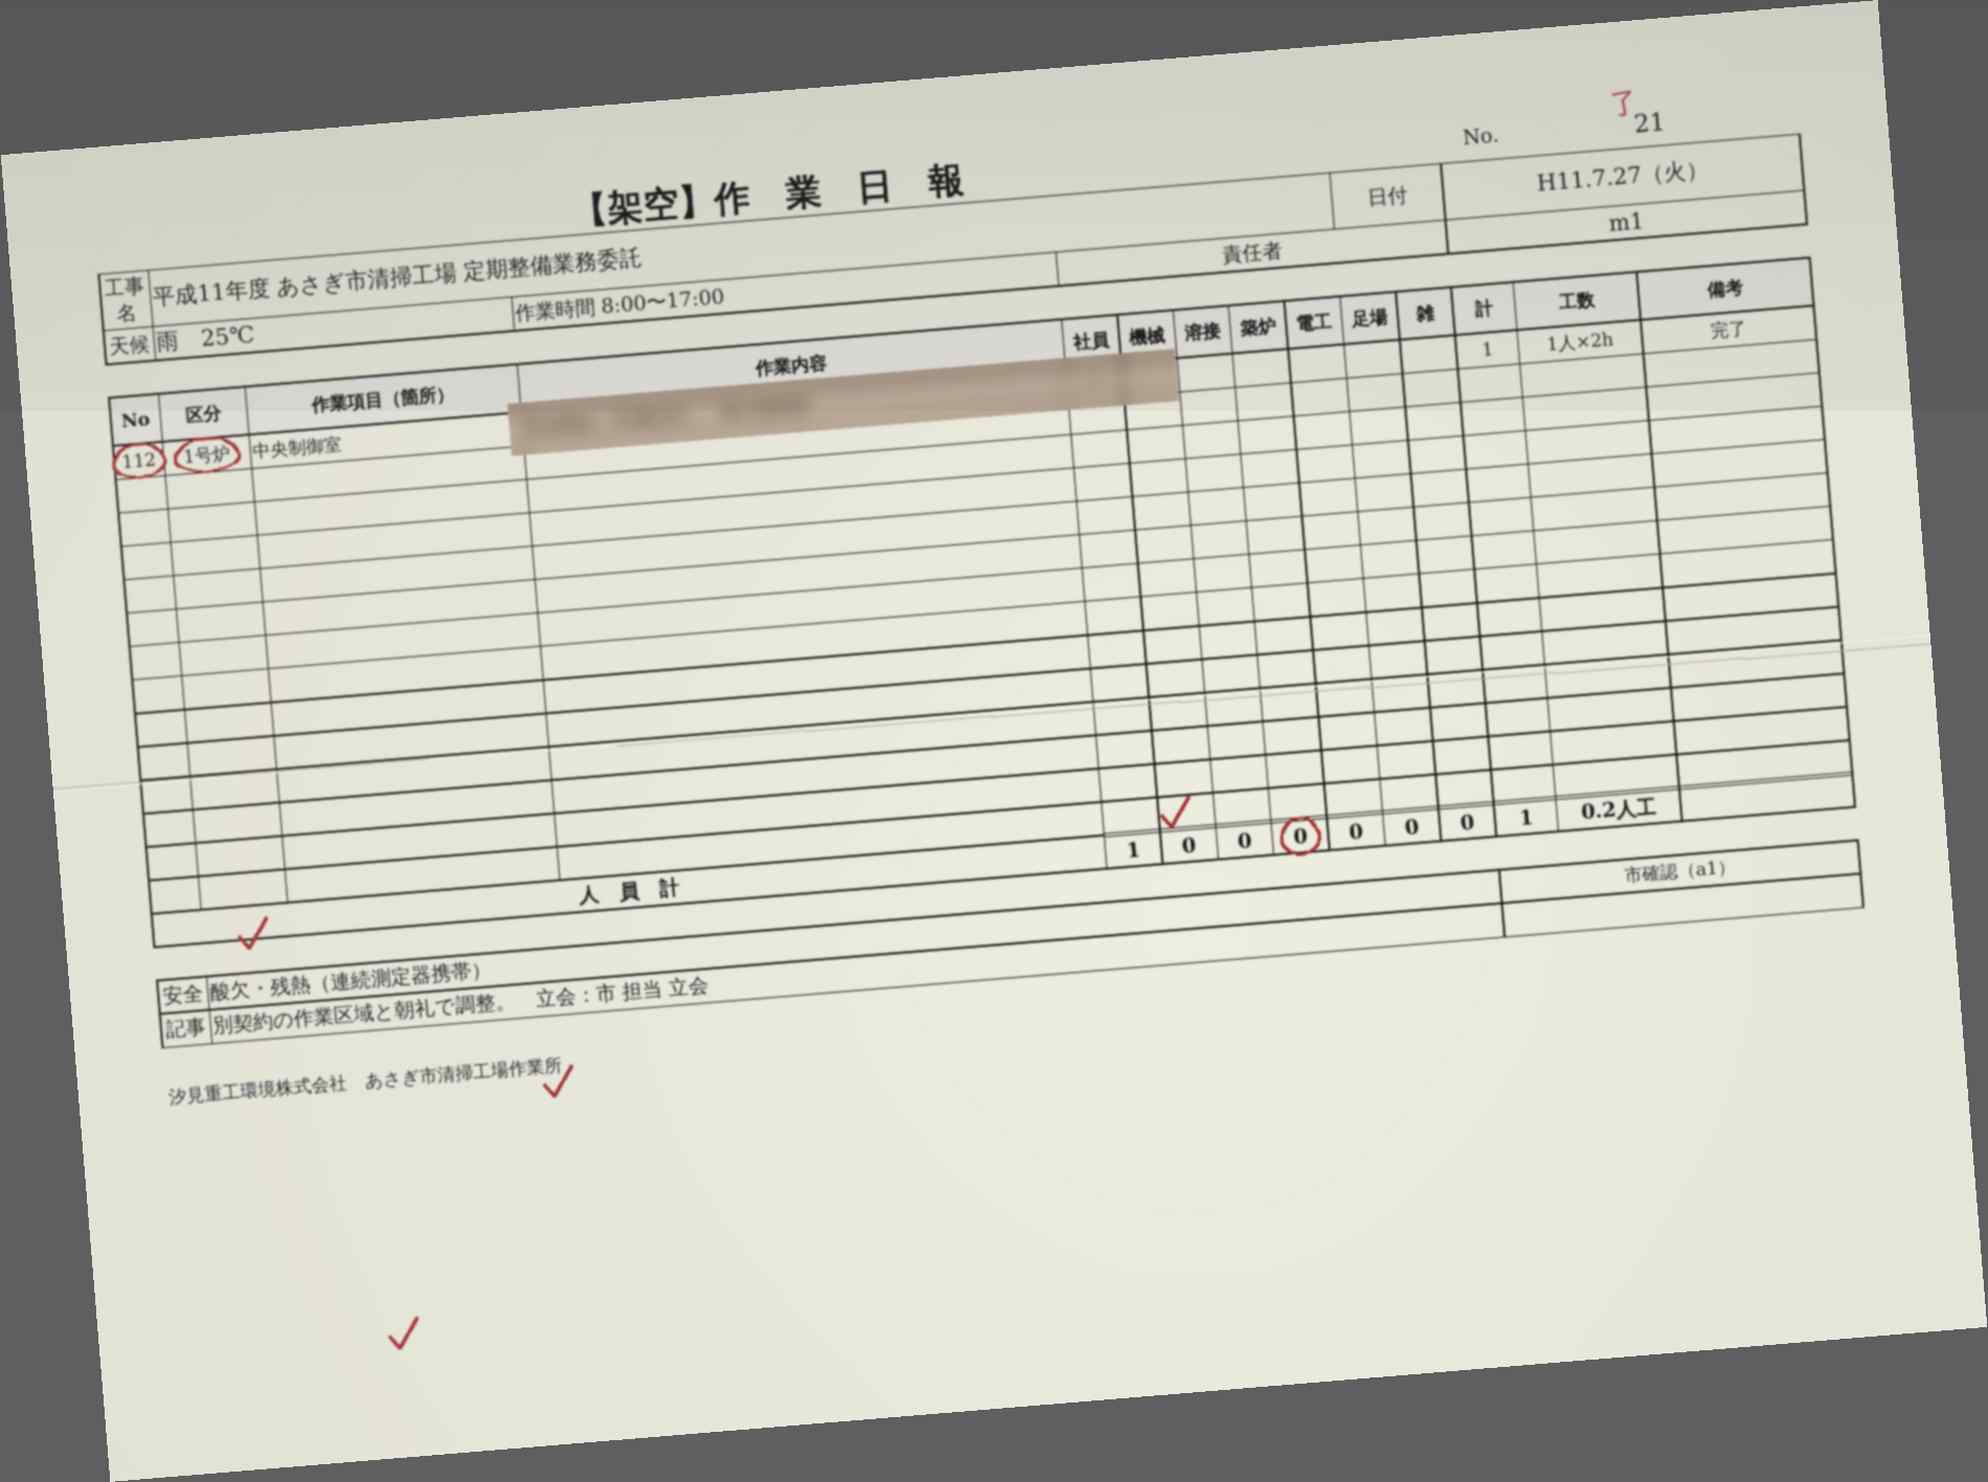 了
No. 21
【架空】作 業 日 報
工事名 平成11年度 あさぎ市清掃工場 定期整備業務委託 日付 H11.7.27（火）
天候 雨 25℃ 作業時間 8:00〜17:00 責任者 m1
No 区分 作業項目（箇所） 作業内容 社員 機械 溶接 築炉 電工 足場 雑 計 工数 備考
112 1号炉 中央制御室 1 1人×2h 完了
人 員 計 1 0 0 0 0 0 0 1 0.2人工
安全 酸欠・残熱（連続測定器携帯） 市確認（a1）
記事 別契約の作業区域と朝礼で調整。 立会：市 担当 立会
汐見重工環境株式会社 あさぎ市清掃工場作業所